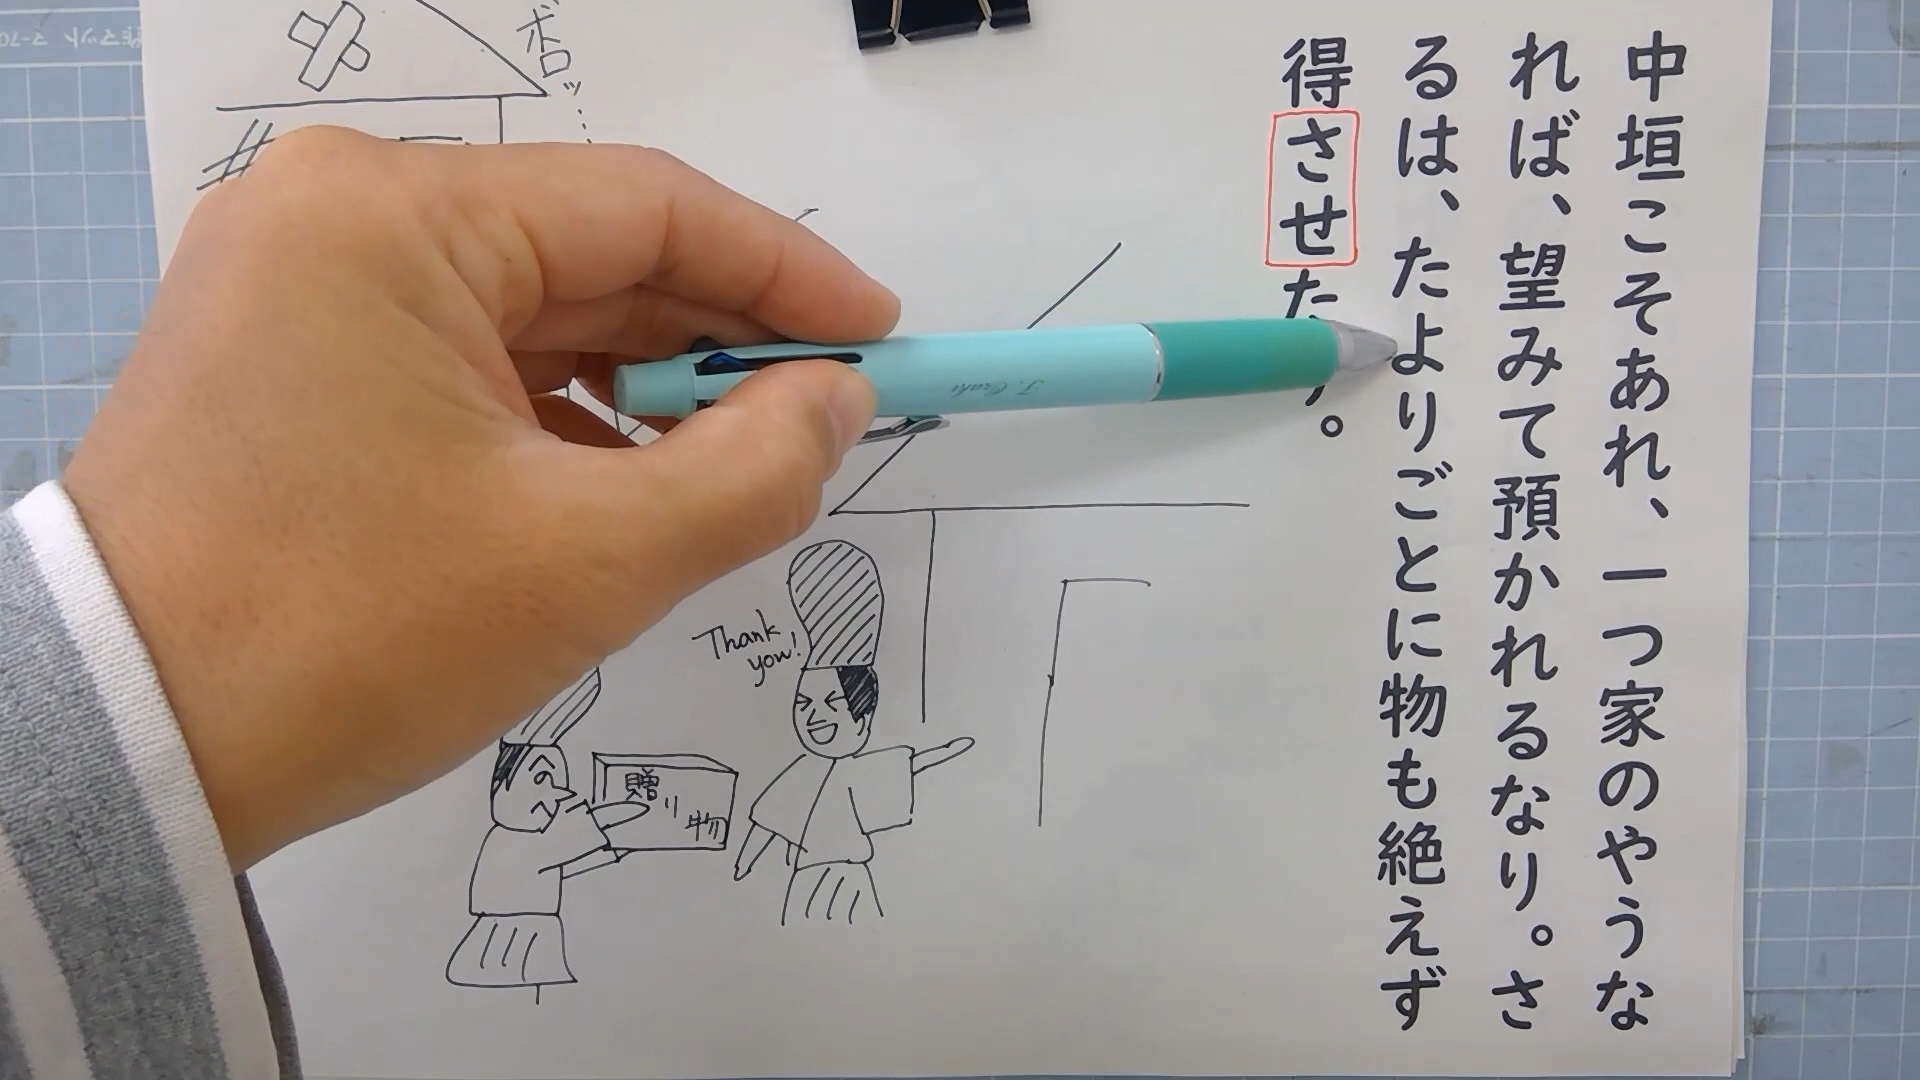 中垣こそあれ、一つ家のやうな
れば、望みて預かれるなり。さ
るは、たよりごとに物も絶えず
得させた
。
ボロッ…
Thank
you!
贈り物